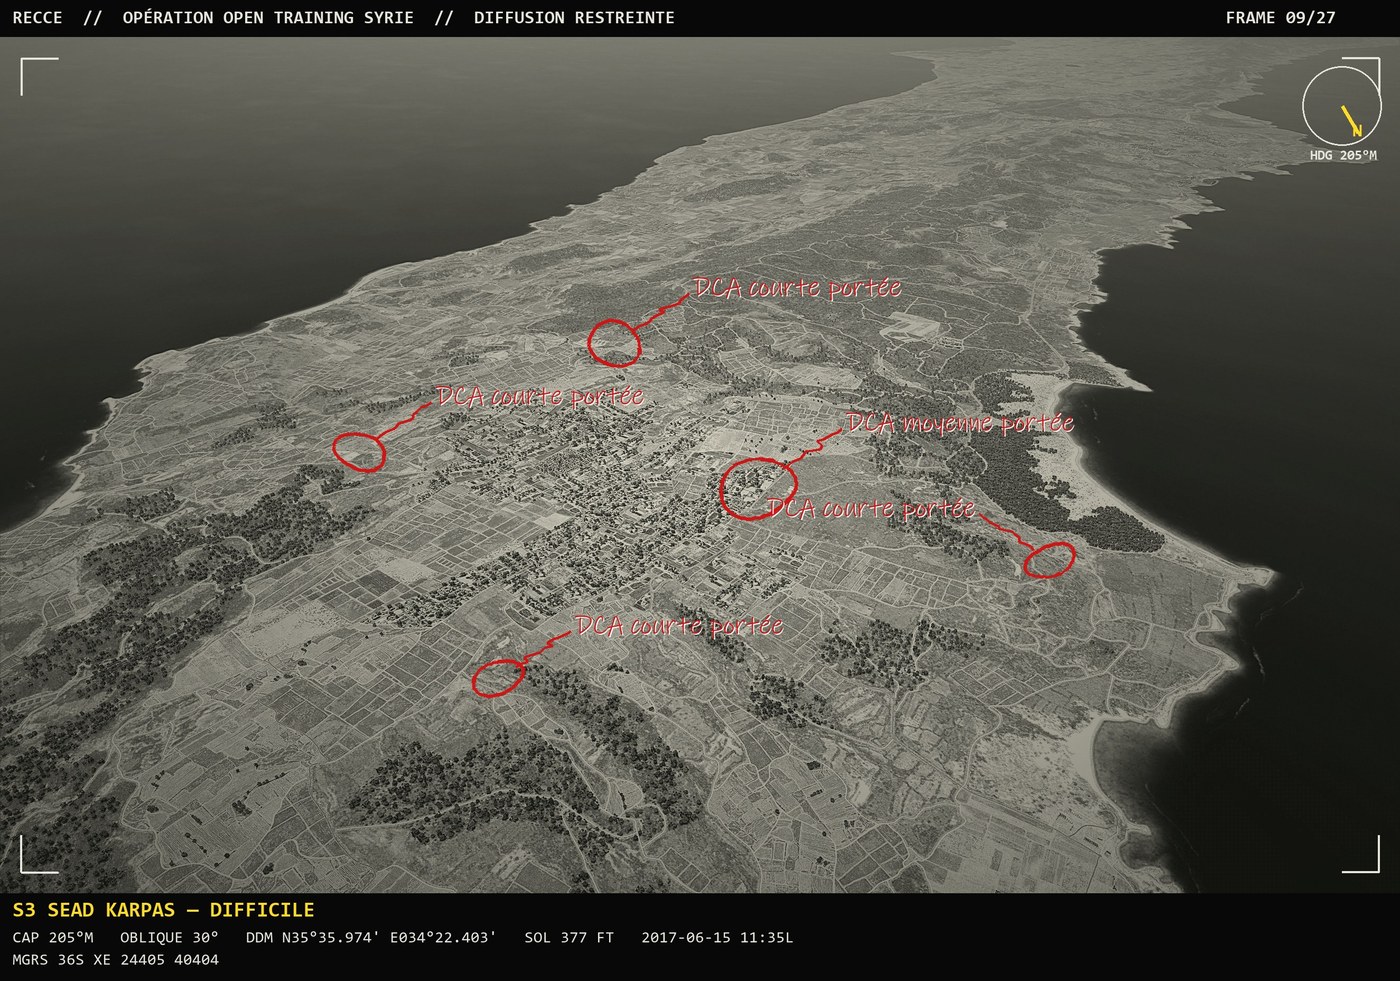 RECCE // OPÉRATION OPEN TRAINING SYRIE // DIFFUSION RESTREINTE FRAME 09/27
N
HDG 205°M
DCA courte portée
DCA courte portée
DCA moyenne portée
DCA courte portée
DCA courte portée
S3 SEAD KARPAS — DIFFICILE
CAP 205°M OBLIQUE 30° DDM N35°35.974' E034°22.403' SOL 377 FT 2017-06-15 11:35L
MGRS 36S XE 24405 40404